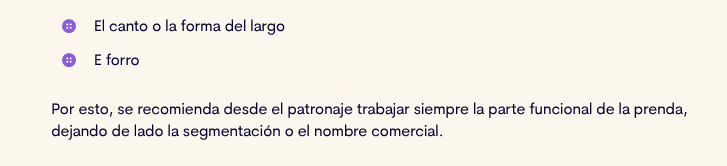 El canto o la forma del largo
E forro
Por esto, se recomienda desde el patronaje trabajar siempre la parte funcional de la prenda,
dejando de lado la segmentación o el nombre comercial.